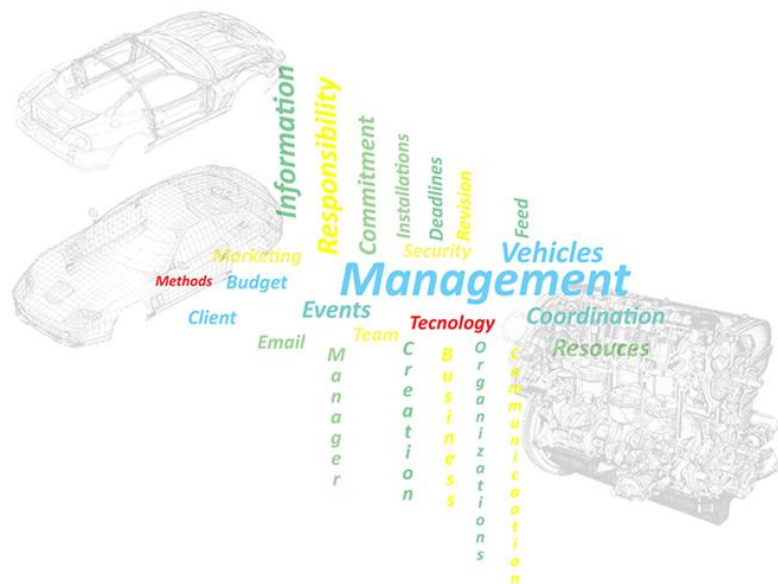 Information
Responsibility
Commitment
Installations
Deadlines
Revision
Feed
Marketing
Security
Vehicles
Methods
Budget
Management
Client
Events
Tecnology
Coordination
Email
Team
Resouces
Manager
Creation
Business
Organizations
Communicaation